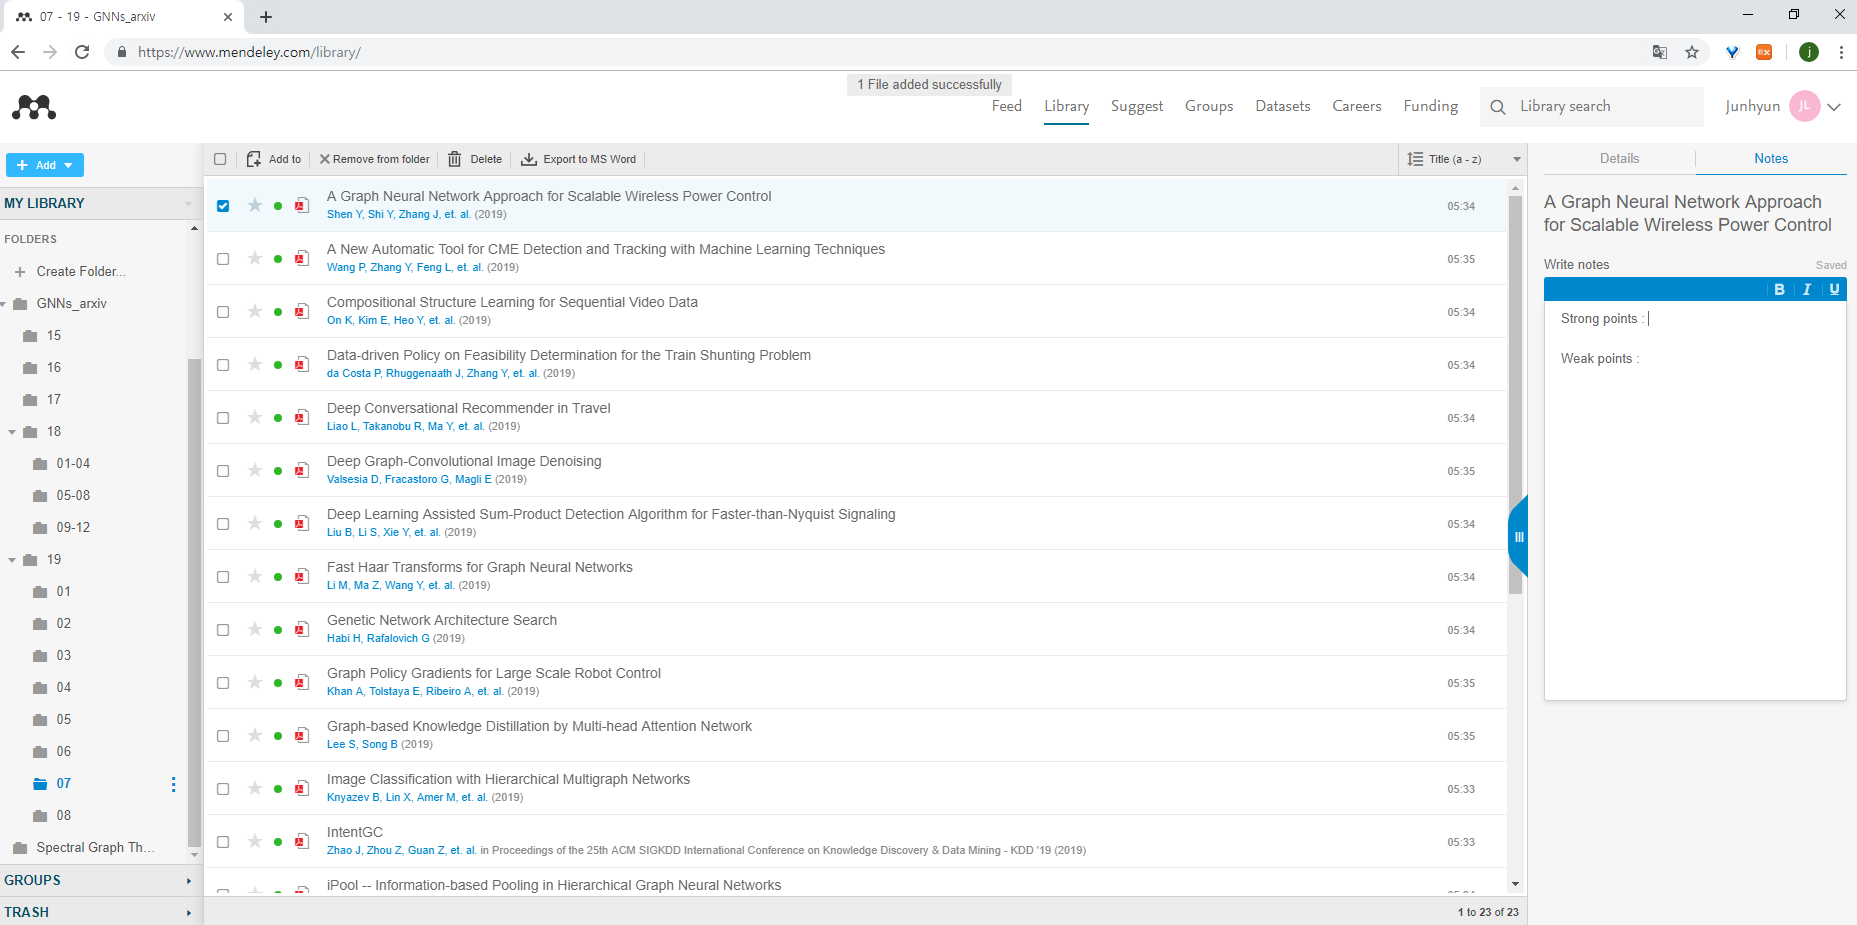 07 - 19 - GNNs_arxiv
https://www.mendeley.com/library/
EX
j
1 File added successfully
Feed
Library
Suggest
Groups
Datasets
Careers
Funding
Library search
Junhyun
JL
Add
MY LIBRARY
FOLDERS
Create Folder...
GNNs_arxiv
15
16
17
18
01-04
05-08
09-12
19
01
02
03
04
05
06
07
08
Spectral Graph Th...
GROUPS
TRASH
Add to
Remove from folder
Delete
Export to MS Word
Title (a - z)
A Graph Neural Network Approach for Scalable Wireless Power Control
Shen Y, Shi Y, Zhang J, et. al. (2019)
05:34
A New Automatic Tool for CME Detection and Tracking with Machine Learning Techniques
Wang P, Zhang Y, Feng L, et. al. (2019)
05:35
Compositional Structure Learning for Sequential Video Data
On K, Kim E, Heo Y, et. al. (2019)
05:34
Data-driven Policy on Feasibility Determination for the Train Shunting Problem
da Costa P, Rhuggenaath J, Zhang Y, et. al. (2019)
05:34
Deep Conversational Recommender in Travel
Liao L, Takanobu R, Ma Y, et. al. (2019)
05:34
Deep Graph-Convolutional Image Denoising
Valsesia D, Fracastoro G, Magli E (2019)
05:35
Deep Learning Assisted Sum-Product Detection Algorithm for Faster-than-Nyquist Signaling
Liu B, Li S, Xie Y, et. al. (2019)
05:34
Fast Haar Transforms for Graph Neural Networks
Li M, Ma Z, Wang Y, et. al. (2019)
05:34
Genetic Network Architecture Search
Habi H, Rafalovich G (2019)
05:34
Graph Policy Gradients for Large Scale Robot Control
Khan A, Tolstaya E, Ribeiro A, et. al. (2019)
05:35
Graph-based Knowledge Distillation by Multi-head Attention Network
Lee S, Song B (2019)
05:35
Image Classification with Hierarchical Multigraph Networks
Knyazev B, Lin X, Amer M, et. al. (2019)
05:33
IntentGC
Zhao J, Zhou Z, Guan Z, et. al. in Proceedings of the 25th ACM SIGKDD International Conference on Knowledge Discovery & Data Mining - KDD '19 (2019)
05:33
iPool -- Information-based Pooling in Hierarchical Graph Neural Networks
1 to 23 of 23
Details
Notes
A Graph Neural Network Approach
for Scalable Wireless Power Control
Write notes
Saved
B I U
Strong points :
Weak points :